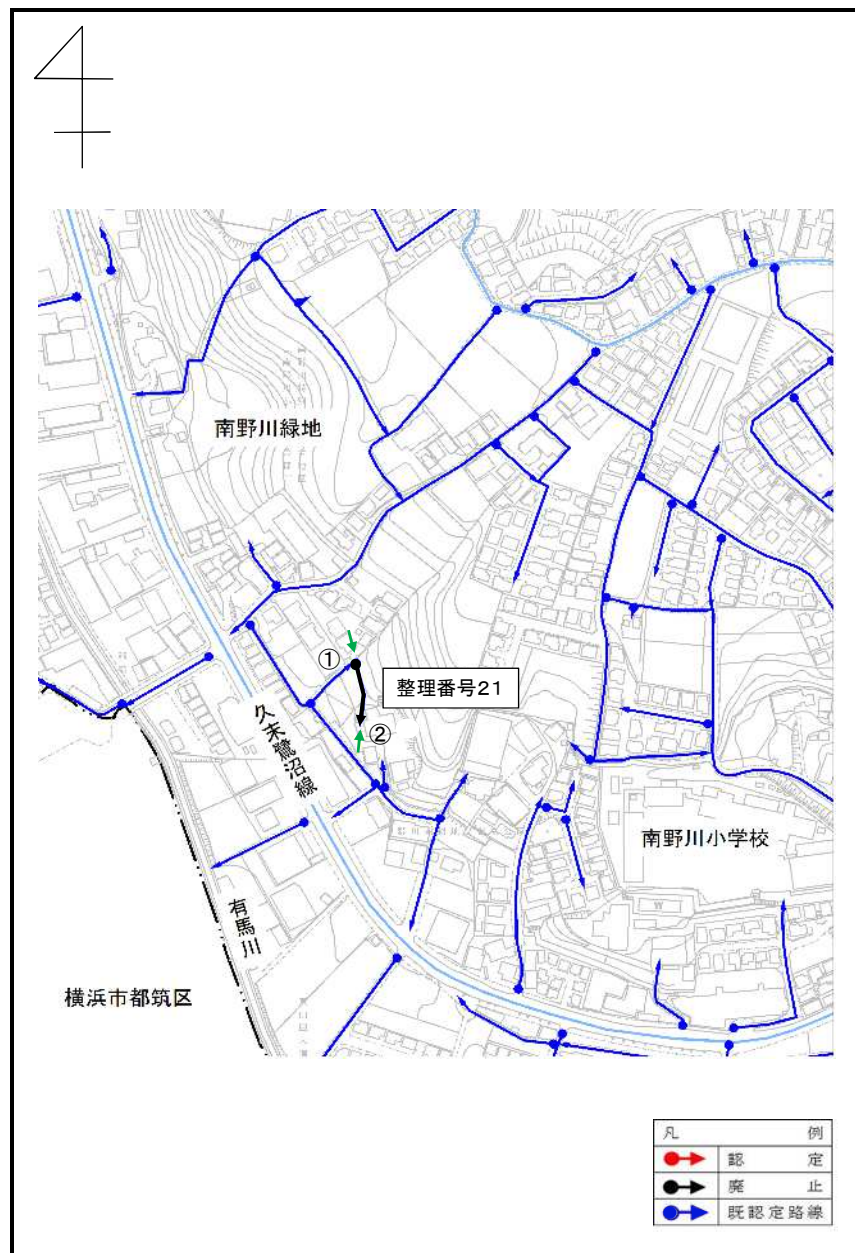 南野川緑地
①
整理番号21
②
久末鷺沼線
南野川小学校
有馬川
横浜市都筑区
凡 例
認 定
廃 止
既認定路線